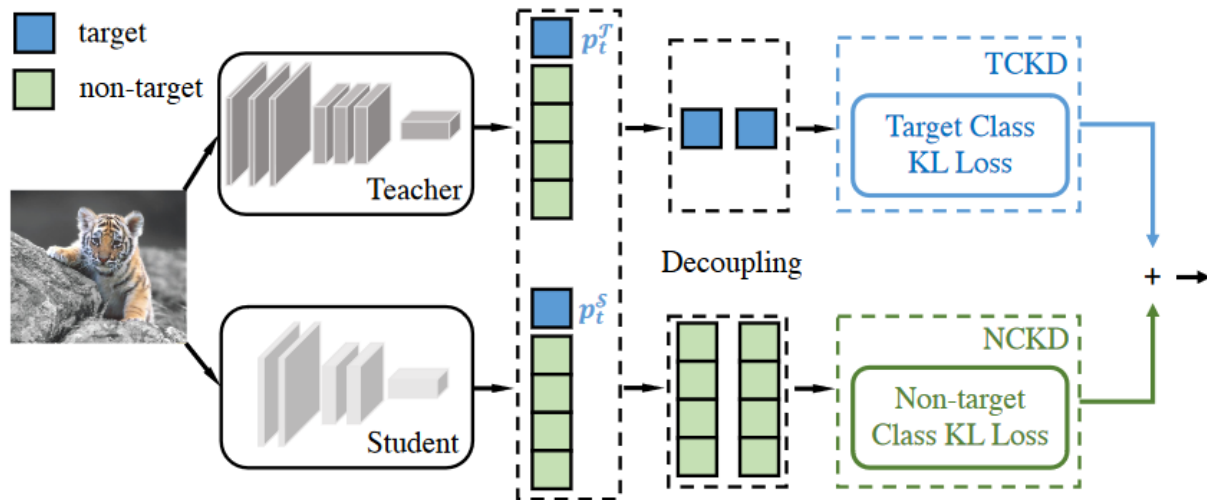 target
non-target
Teacher
Student
p_t^𝒯
p_t^𝒮
Decoupling
TCKD
Target Class
KL Loss
NCKD
Non-target
Class KL Loss
+